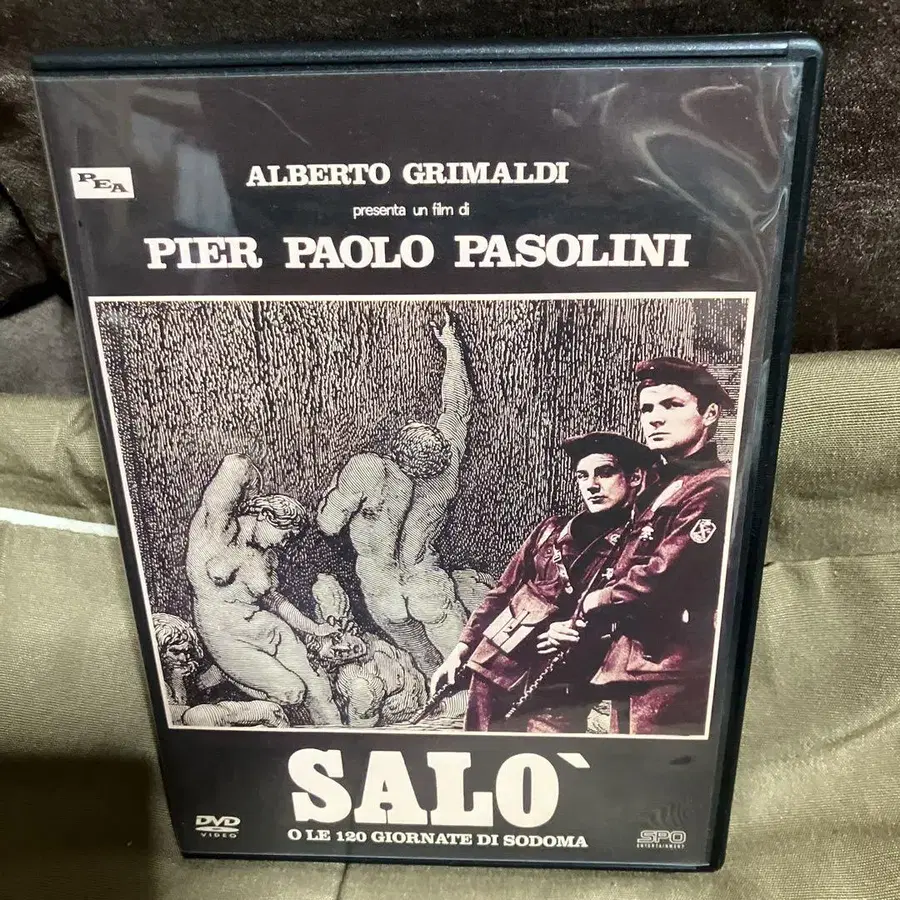 PEA
ALBERTO GRIMALDI
presenta un film di
PIER PAOLO PASOLINI
SALO`
O LE 120 GIORNATE DI SODOMA
DVD
VIDEO
SPO
ENTERTAINMENT